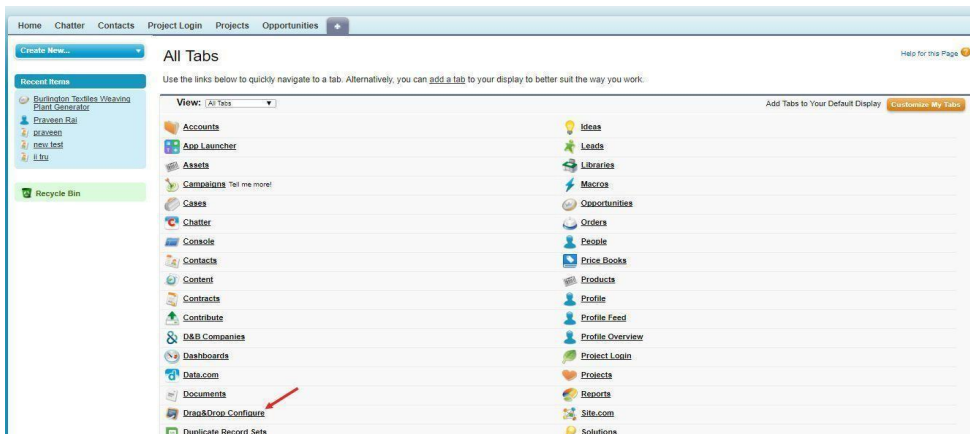 Home Chatter Contacts Project Login Projects Opportunities +
Create New...
Recent Items
Burlington Textiles Weaving
Plant Generator
Praveen Rai
praveen
new test
li tru
Recycle Bin
All Tabs
Help for this Page
Use the links below to quickly navigate to a tab. Alternatively, you can add a tab to your display to better suit the way you work.
View: All Tabs
Add Tabs to Your Default Display Customize My Tabs
Accounts
App Launcher
Assets
Campaigns Tell me more!
Cases
Chatter
Console
Contacts
Content
Contracts
Contribute
D&B Companies
Dashboards
Data.com
Documents
Drag&Drop Configure
Duplicate Record Sets
Ideas
Leads
Libraries
Macros
Opportunities
Orders
People
Price Books
Products
Profile
Profile Feed
Profile Overview
Project Login
Projects
Reports
Site.com
Solutions